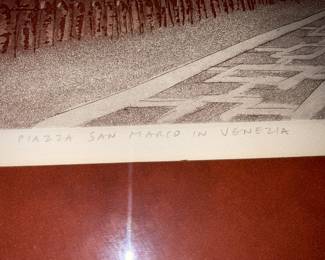 PIAZZA SAN MARCO IN VENEZIA